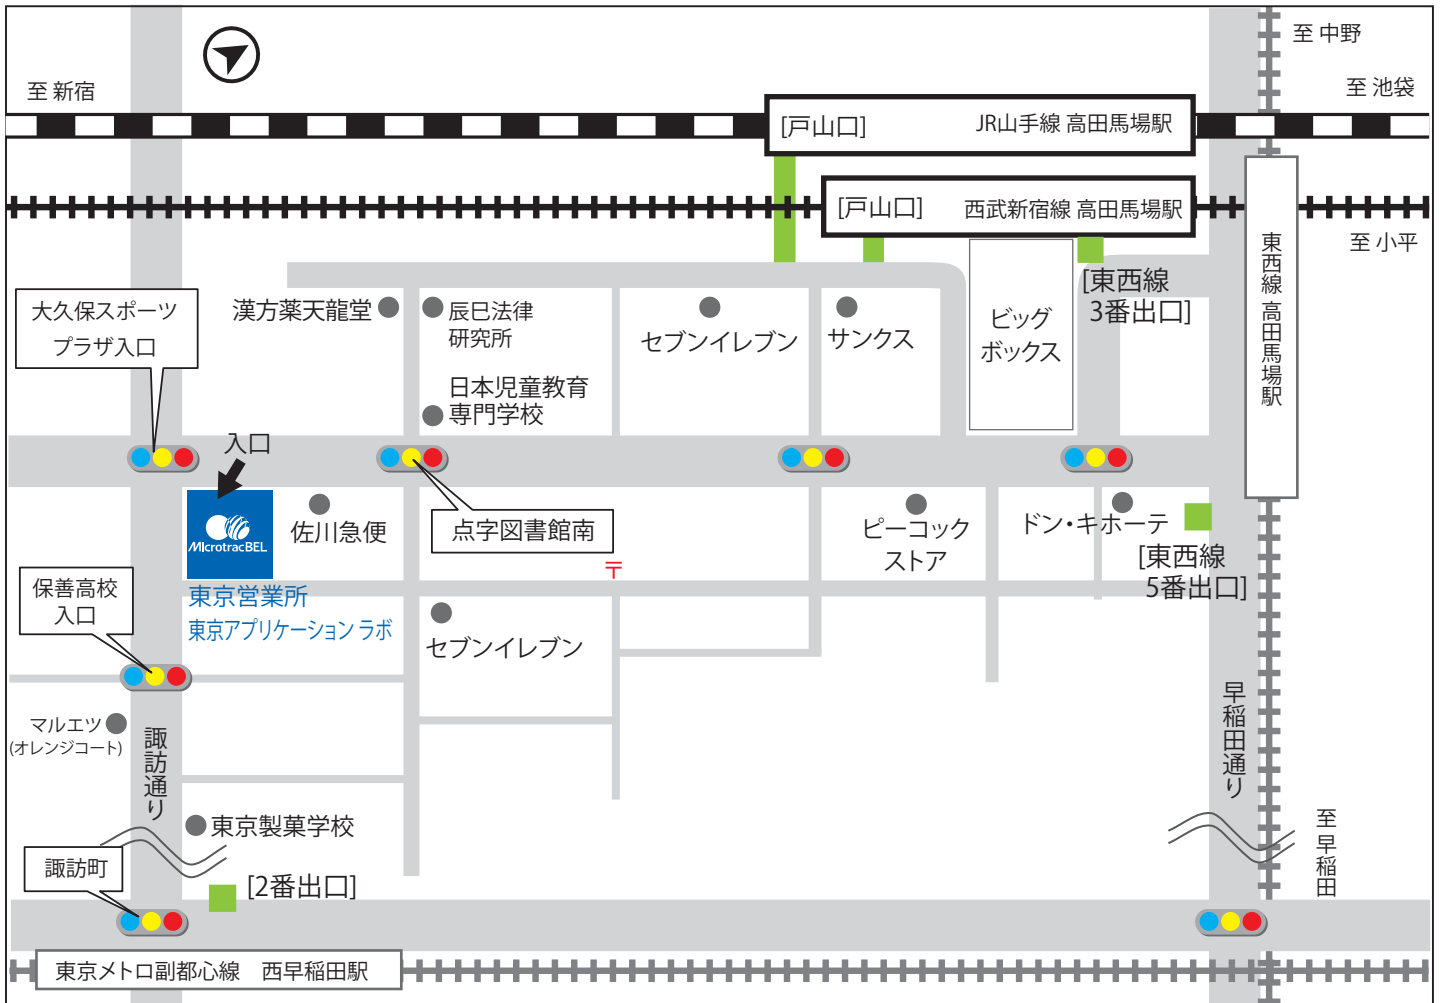 至 中野
至 新宿
至 池袋
[戸山口]
JR山手線 高田馬場駅
[戸山口]
西武新宿線 高田馬場駅
至 小平
東西線 高田馬場駅
[東西線
3番出口]
大久保スポーツ
プラザ入口
漢方薬天龍堂
辰巳法律
研究所
セブンイレブン
サンクス
ビッグ
ボックス
日本児童教育
専門学校
入口
MicrotracBEL
佐川急便
点字図書館南
ピーコック
ストア
ドン・キホーテ
[東西線
5番出口]
〒
保善高校
入口
東京営業所
東京アプリケーション ラボ
セブンイレブン
マルエツ
(オレンジコート)
諏訪通り
早稲田通り
東京製菓学校
至 早稲田
諏訪町
[2番出口]
東京メトロ副都心線 西早稲田駅